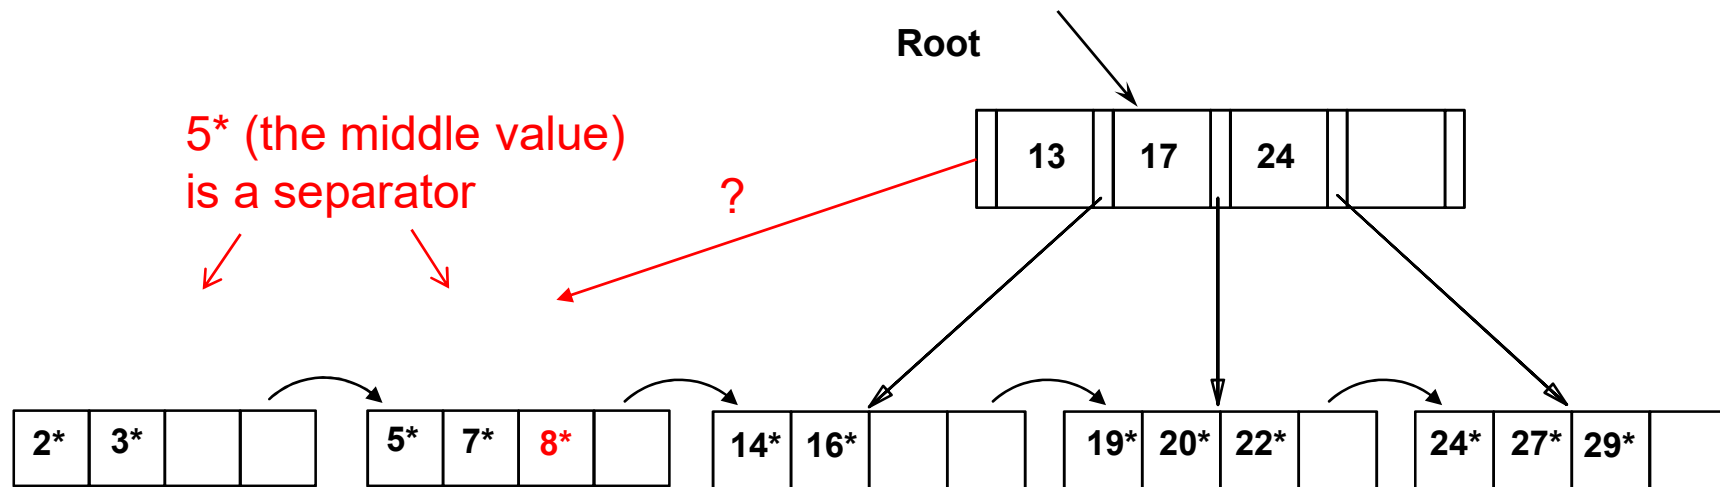 Root
5* (the middle value)
is a separator
?
13 17 24
2* 3* 5* 7* 8* 14* 16* 19* 20* 22* 24* 27* 29*